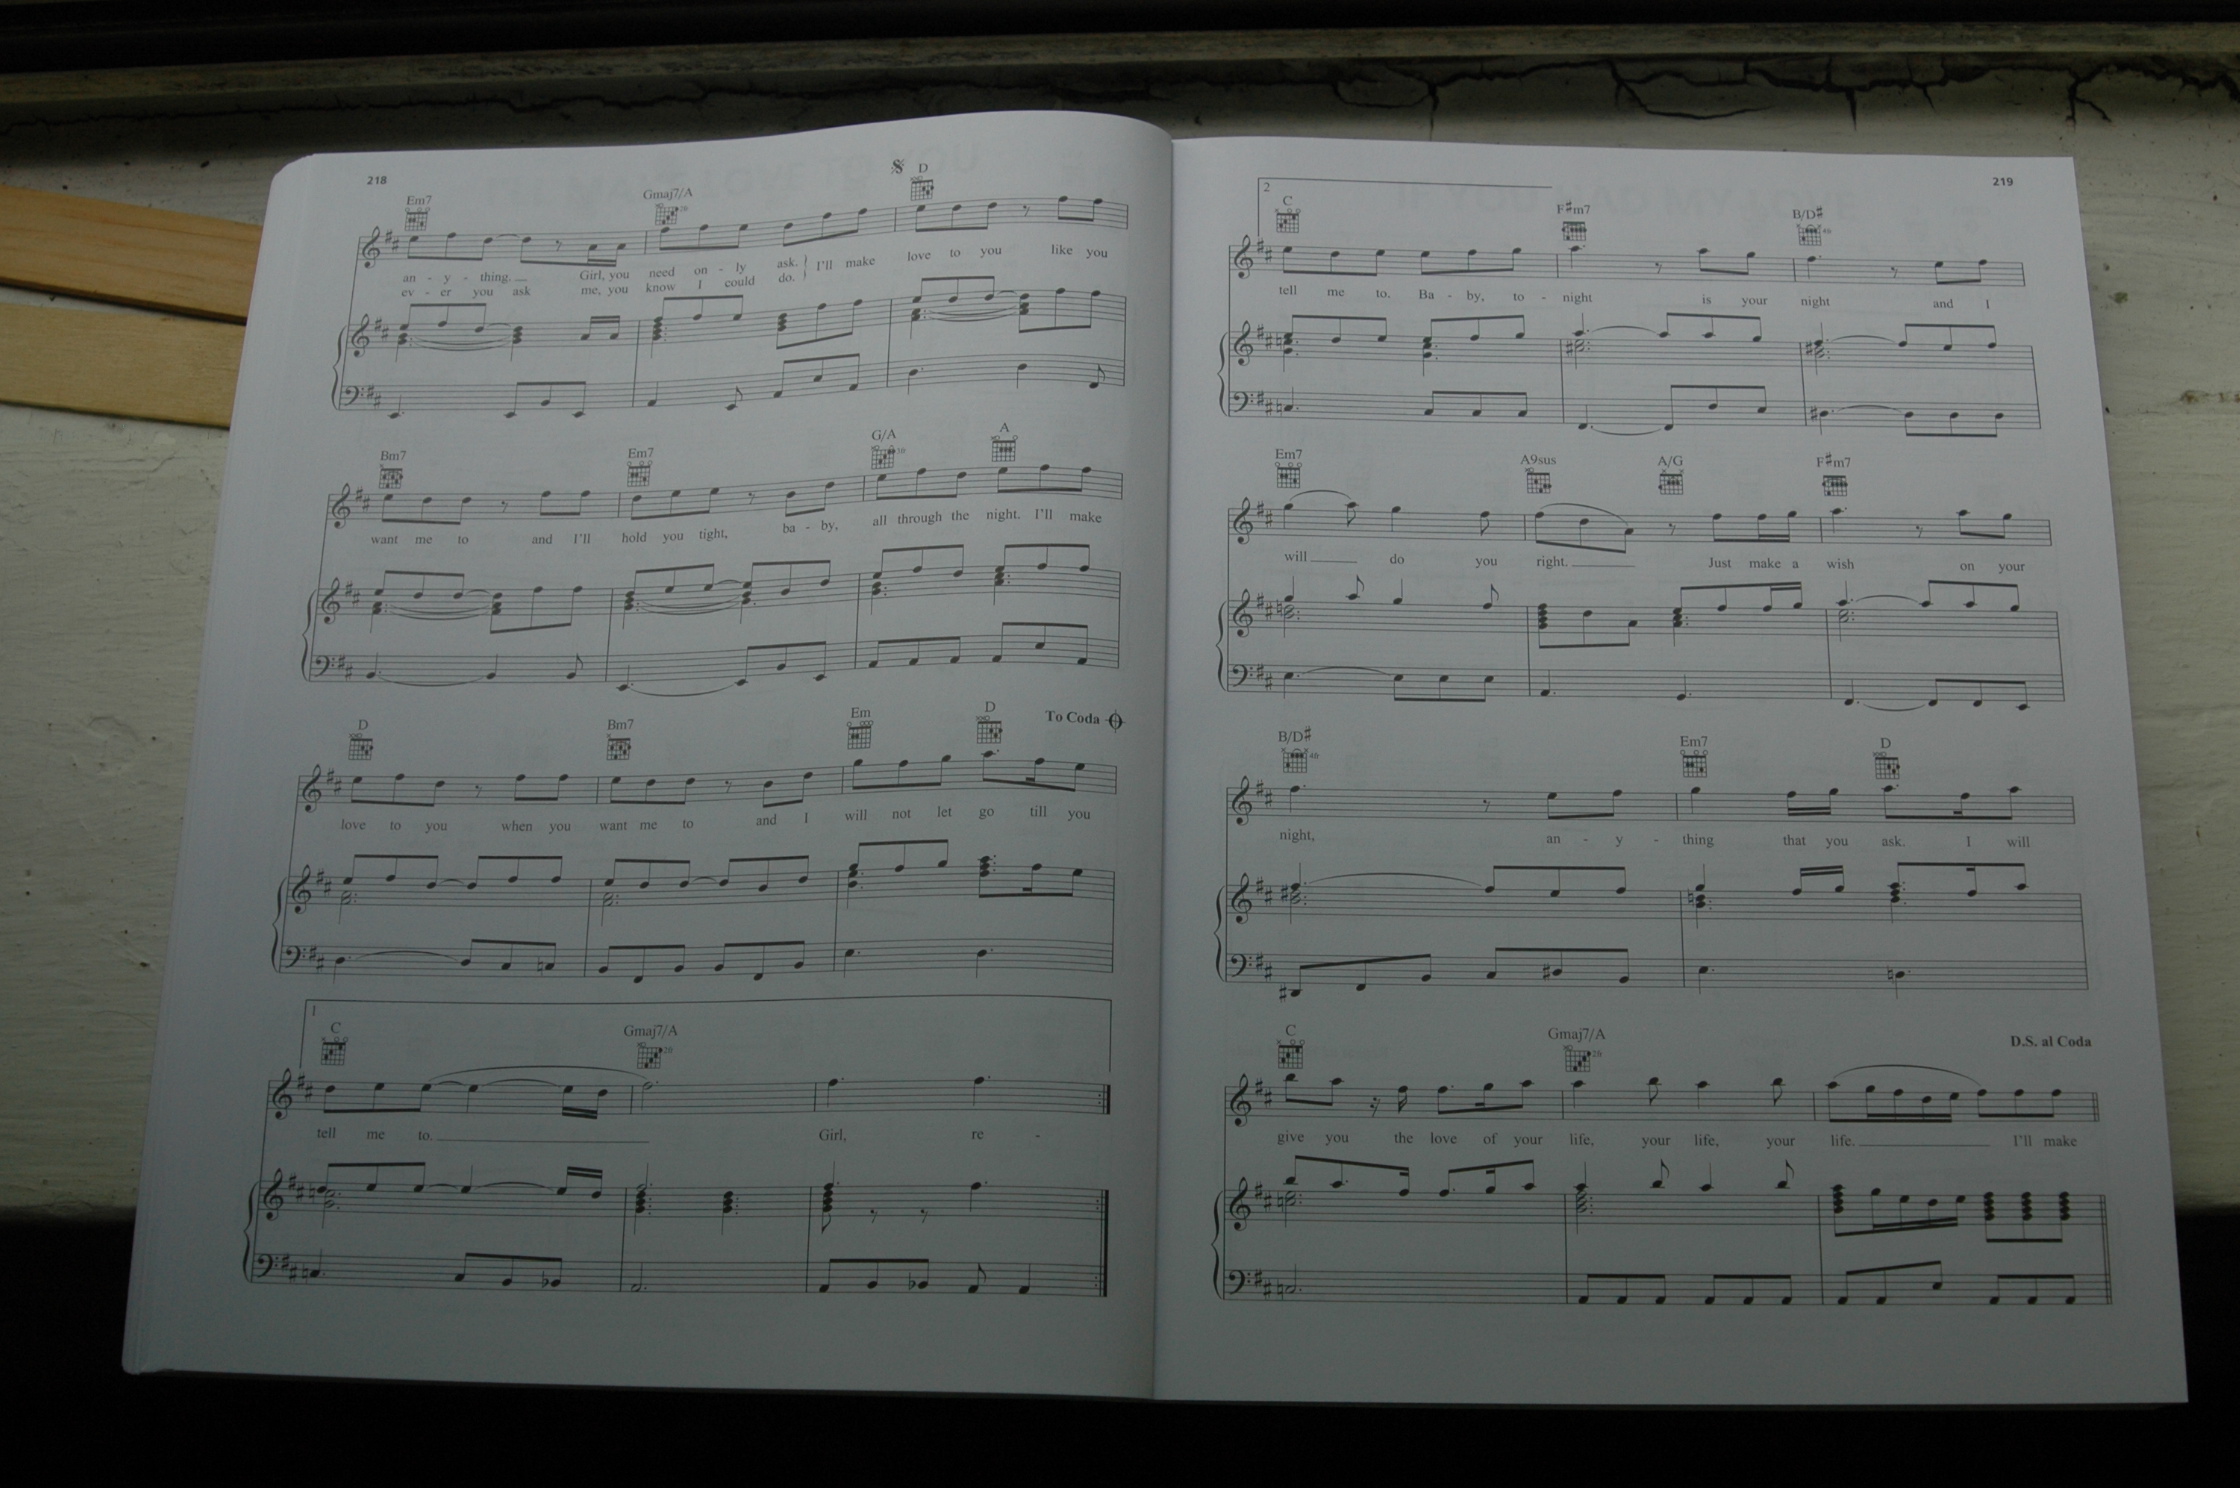 218
Em7 Gmaj7/A D
an - y - thing. Girl, you need on - ly ask. } I'll make love to you like you
ev - er you ask me, you know I could do.
Bm7 Em7 G/A A
want me to and I'll hold you tight, ba - by, all through the night. I'll make
D Bm7 Em D To Coda
love to you when you want me to and I will not let go till you
1
C Gmaj7/A
tell me to. Girl, re -
219
2
C F#m7 B/D#
tell me to. Ba - by, to - night is your night and I
Em7 A9sus A/G F#m7
will do you right. Just make a wish on your
B/D# Em7 D
night, an - y - thing that you ask. I will
C Gmaj7/A D.S. al Coda
give you the love of your life, your life, your life. I'll make